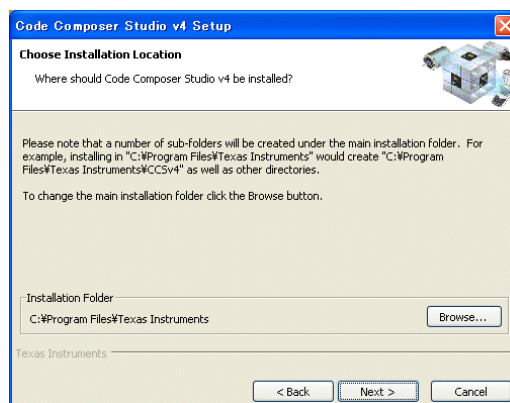 Code Composer Studio v4 Setup
Choose Installation Location
Where should Code Composer Studio v4 be installed?
Please note that a number of sub-folders will be created under the main installation folder. For
example, installing in "C:¥Program Files¥Texas Instruments" would create "C:¥Program
Files¥Texas Instruments¥CCSv4" as well as other directories.
To change the main installation folder click the Browse button.
Installation Folder
C:¥Program Files¥Texas Instruments
Browse...
Texas Instruments
< Back
Next >
Cancel